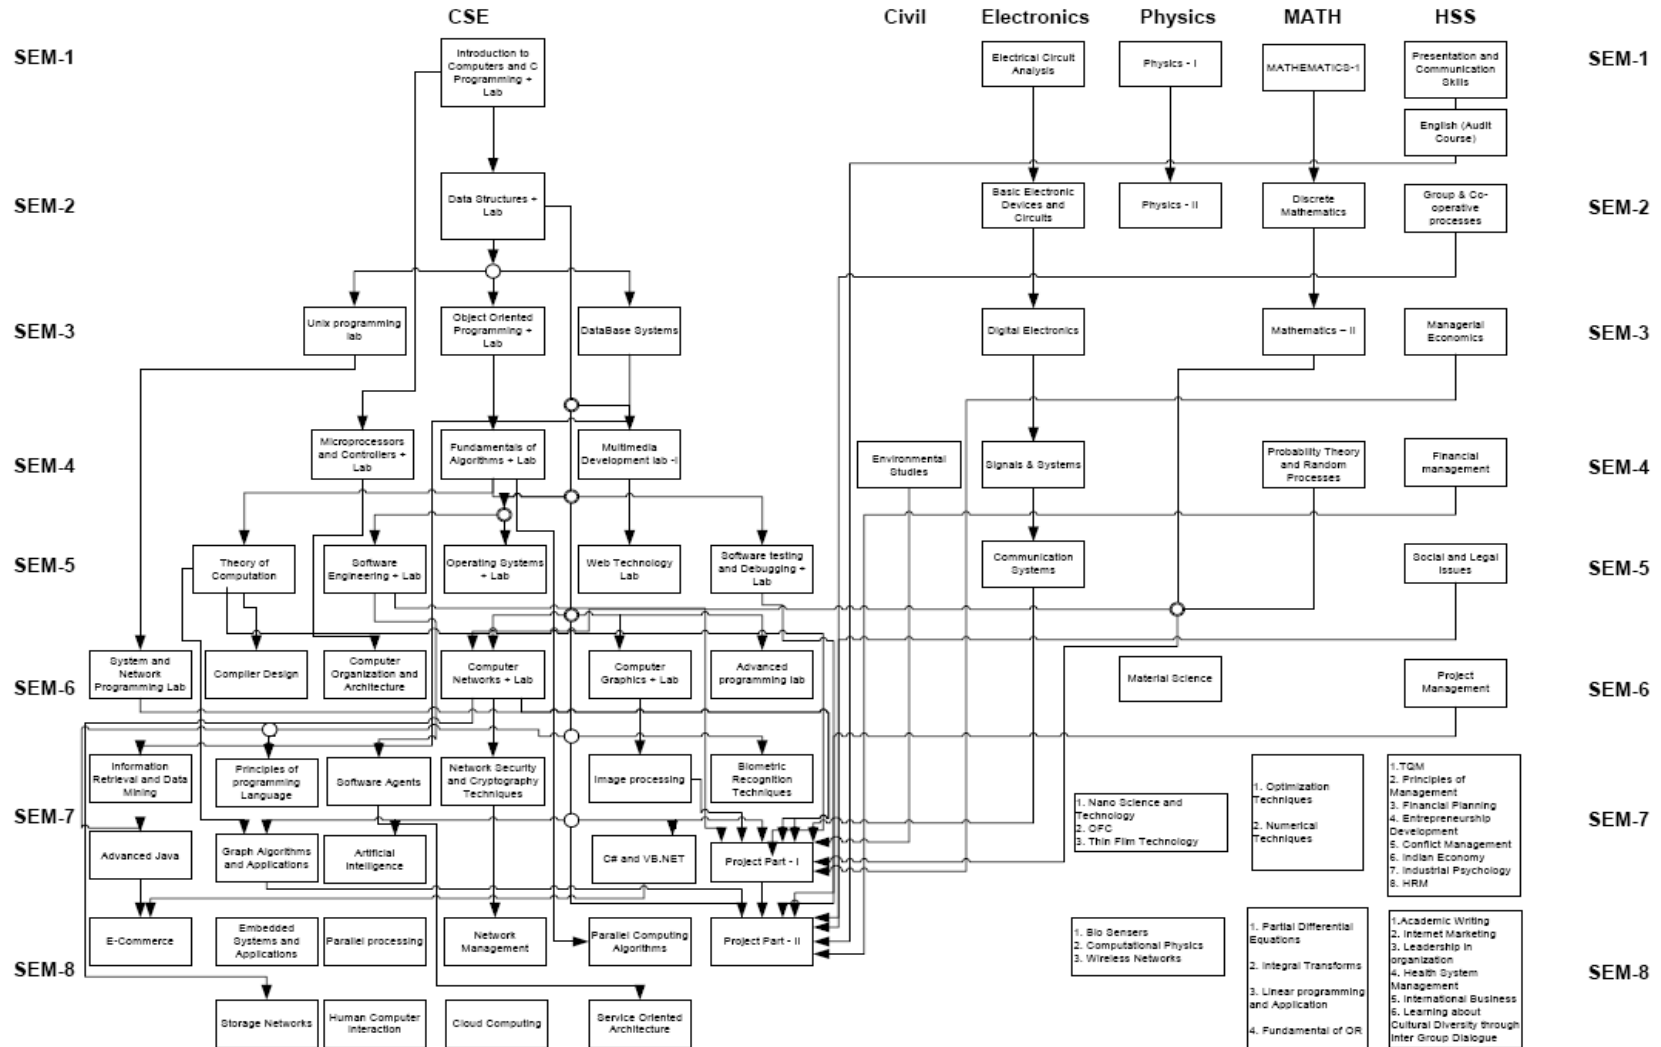 CSE
Civil
Electronics
Physics
MATH
HSS
SEM-1
Introduction to
Computers and C
Programming +
Lab
Electrical Circuit
Analysis
Physics - I
MATHEMATICS-1
Presentation and
Communication
Skills
SEM-1
English (Audit
Course)
SEM-2
Data Structures +
Lab
Basic Electronic
Devices and
Circuits
Physics - II
Discrete
Mathematics
Group & Co-
operative
processes
SEM-2
SEM-3
Unix programming
lab
Object Oriented
Programming +
Lab
DataBase Systems
Digital Electronics
Mathematics – II
Managerial
Economics
SEM-3
SEM-4
Microprocessors
and Controllers +
Lab
Fundamentals of
Algorithms + Lab
Multimedia
Development lab -I
Environmental
Studies
Signals & Systems
Probability Theory
and Random
Processes
Financial
management
SEM-4
SEM-5
Theory of
Computation
Software
Engineering + Lab
Operating Systems
+ Lab
Web Technology
Lab
Software testing
and Debugging +
Lab
Communication
Systems
Social and Legal
Issues
SEM-5
SEM-6
System and
Network
Programming Lab
Compiler Design
Computer
Organization and
Architecture
Computer
Networks + Lab
Computer
Graphics + Lab
Advanced
programming lab
Material Science
Project
Management
SEM-6
Information
Retrieval and Data
Mining
Principles of
programming
Language
Software Agents
Network Security
and Cryptography
Techniques
Image processing
Biometric
Recognition
Techniques
SEM-7
Advanced Java
Graph Algorithms
and Applications
Artificial
Intelligence
C# and VB.NET
Project Part - I
1. Nano Science and
Technology
2. OFC
3. Thin Film Technology
1. Optimization
Techniques
2. Numerical
Techniques
1.TQM
2. Principles of
Management
3. Financial Planning
4. Entrepreneurship
Development
5. Conflict Management
6. Indian Economy
7. Industrial Psychology
8. HRM
SEM-7
E-Commerce
Embedded
Systems and
Applications
Parallel processing
Network
Management
Parallel Computing
Algorithms
Project Part - II
SEM-8
1. Bio Sensers
2. Computational Physics
3. Wireless Networks
1. Partial Differential
Equations
2. Integral Transforms
3. Linear programming
and Application
4. Fundamental of OR
1.Academic Writing
2. Internet Marketing
3. Leadership in
organization
4. Health System
Management
5. International Business
6. Learning about
Cultural Diversity through
Inter Group Dialogue
SEM-8
Storage Networks
Human Computer
Interaction
Cloud Computing
Service Oriented
Architecture